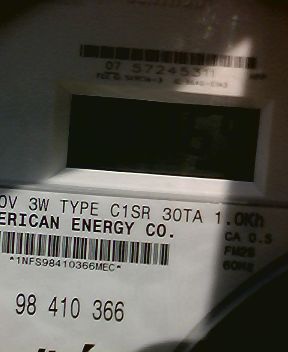 07 57245311
0V 3W TYPE C1SR 30TA 1.0Kh
ERICAN ENERGY CO.
CA 0.5
FM2S
60Hz
*1NFS98410366MEC*
98 410 366